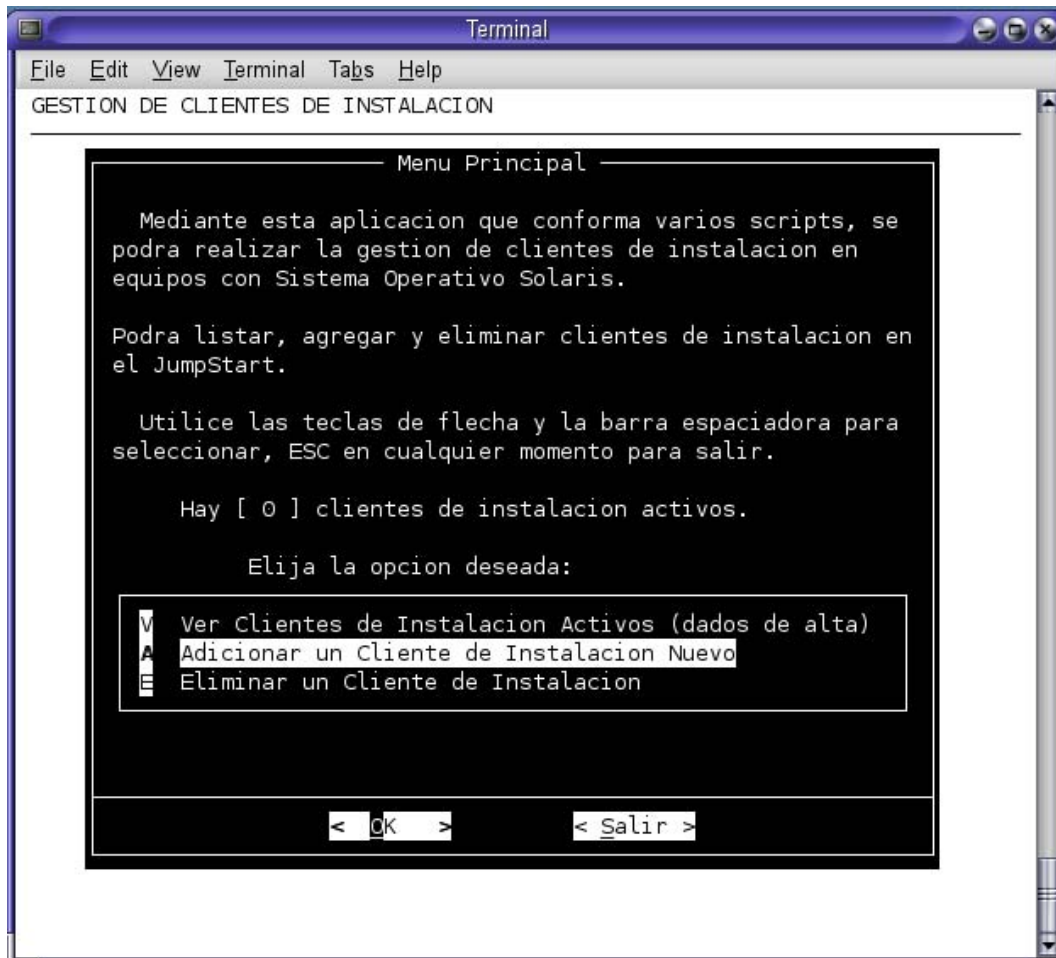 Terminal
File Edit View Terminal Tabs Help
GESTION DE CLIENTES DE INSTALACION
Menu Principal
Mediante esta aplicacion que conforma varios scripts, se
podra realizar la gestion de clientes de instalacion en
equipos con Sistema Operativo Solaris.
Podra listar, agregar y eliminar clientes de instalacion en
el JumpStart.
Utilice las teclas de flecha y la barra espaciadora para
seleccionar, ESC en cualquier momento para salir.
Hay [ 0 ] clientes de instalacion activos.
Elija la opcion deseada:
V Ver Clientes de Instalacion Activos (dados de alta)
A Adicionar un Cliente de Instalacion Nuevo
E Eliminar un Cliente de Instalacion
< OK > < Salir >